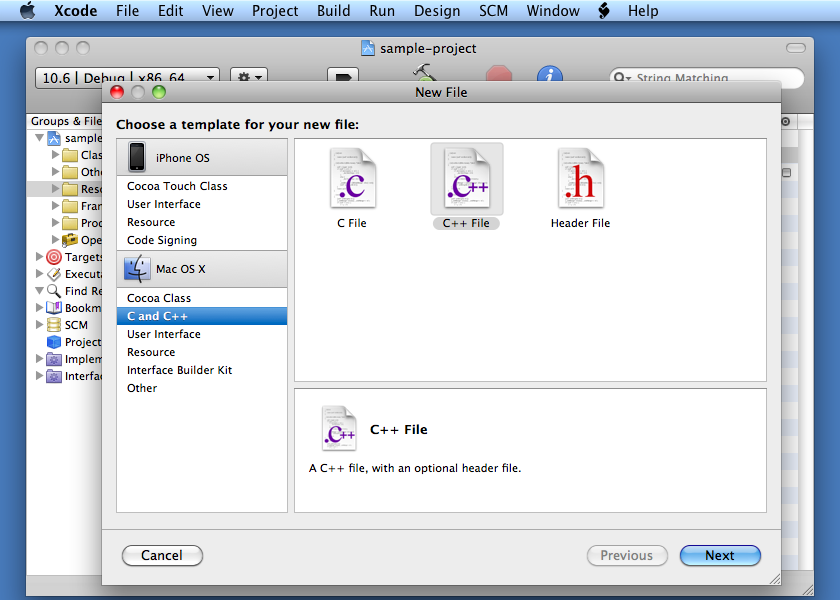 Xcode File Edit View Project Build Run Design SCM Window Help
sample-project
10.6 | Debug | x86_64
String Matching
New File
Groups & File
Choose a template for your new file:
sample
Clas
Othe
Reso
Fran
Prod
Ope
Targets
Executa
Find Re
Bookm
SCM
Project
Implem
Interfac
iPhone OS
Cocoa Touch Class
User Interface
Resource
Code Signing
Mac OS X
Cocoa Class
C and C++
User Interface
Resource
Interface Builder Kit
Other
.c
C File
.c++
C++ File
.h
Header File
.c++
C++ File
A C++ file, with an optional header file.
Cancel
Previous
Next